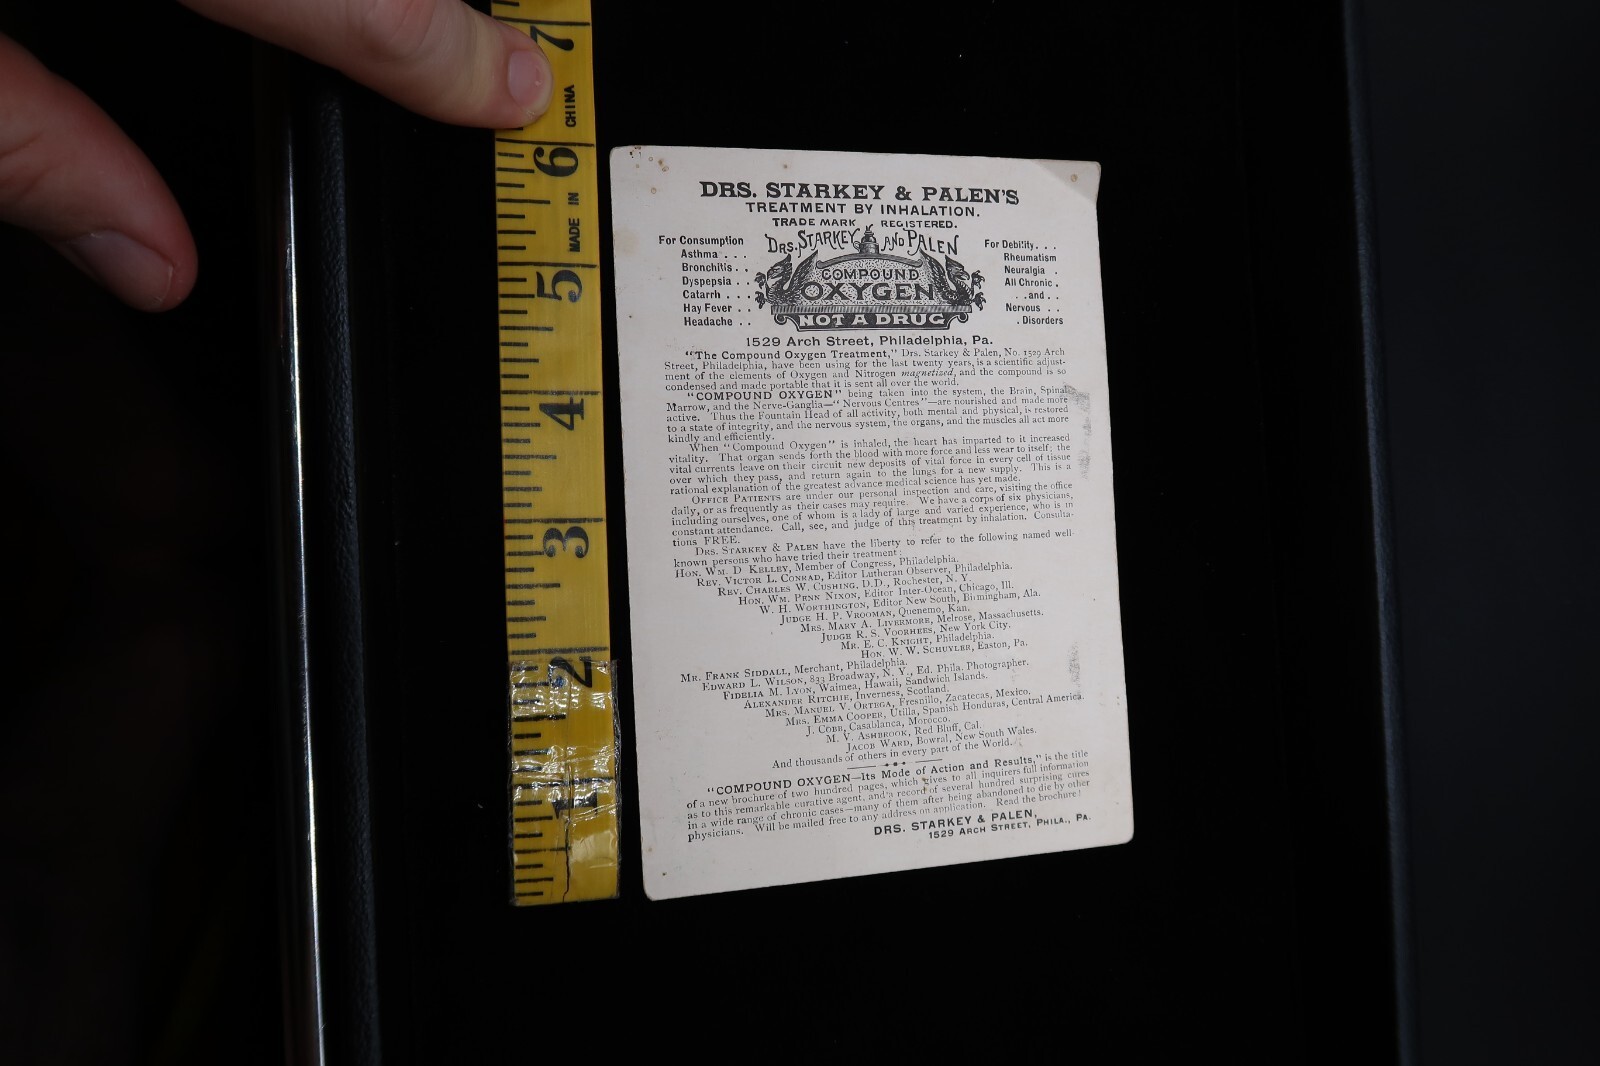 7
CHINA
6
MADE IN
5
4
3
2
1
DRS. STARKEY & PALEN'S
TREATMENT BY INHALATION.
TRADE MARK REGISTERED.
DRS. STARKEY AND PALEN
COMPOUND
OXYGEN
NOT A DRUG
For Consumption
Asthma . . .
Bronchitis . .
Dyspepsia . .
Catarrh . . .
Hay Fever . .
Headache . .
For Debility. . .
Rheumatism
Neuralgia .
All Chronic .
. . and . .
Nervous . .
. Disorders
1529 Arch Street, Philadelphia, Pa.
"The Compound Oxygen Treatment," Drs. Starkey & Palen, No. 1529 Arch
Street, Philadelphia, have been using for the last twenty years, is a scientific adjust-
ment of the elements of Oxygen and Nitrogen magnetized, and the compound is so
condensed and made portable that it is sent all over the world.
"COMPOUND OXYGEN" being taken into the system, the Brain, Spinal
Marrow, and the Nerve-Ganglia—"Nervous Centres"—are nourished and made more
active. Thus the Fountain Head of all activity, both mental and physical, is restored
to a state of integrity, and the nervous system, the organs, and the muscles all act more
kindly and efficiently.
When "Compound Oxygen" is inhaled, the heart has imparted to it increased
vitality. That organ sends forth the blood with more force and less wear to itself; the
vital currents leave on their circuit new deposits of vital force in every cell of tissue
over which they pass, and return again to the lungs for a new supply. This is a
rational explanation of the greatest advance medical science has yet made.
OFFICE PATIENTS are under our personal inspection and care, visiting the office
daily, or as frequently as their cases may require. We have a corps of six physicians,
including ourselves, one of whom is a lady of large and varied experience, who is in
constant attendance. Call, see, and judge of this treatment by inhalation. Consulta-
tions FREE.
DRS. STARKEY & PALEN have the liberty to refer to the following named well-
known persons who have tried their treatment:
HON. WM. D KELLEY, Member of Congress, Philadelphia.
REV. VICTOR L. CONRAD, Editor Lutheran Observer, Philadelphia.
REV. CHARLES W. CUSHING, D.D., Rochester, N. Y.
HON. WM. PENN NIXON, Editor Inter-Ocean, Chicago, Ill.
W. H. WORTHINGTON, Editor New South, Birmingham, Ala.
JUDGE H. P. VROOMAN, Quenemo, Kan.
MRS. MARY A. LIVERMORE, Melrose, Massachusetts.
JUDGE R. S. VOORHEES, New York City.
MR. E. C. KNIGHT, Philadelphia.
HON. W. W. SCHUYLER, Easton, Pa.
MR. FRANK SIDDALL, Merchant, Philadelphia.
EDWARD L. WILSON, 833 Broadway, N. Y., Ed. Phila. Photographer.
FIDELIA M. LYON, Waimea, Hawaii, Sandwich Islands.
ALEXANDER RITCHIE, Inverness, Scotland.
MRS. MANUEL V. ORTEGA, Fresnillo, Zacatecas, Mexico.
MRS. EMMA COOPER, Utilla, Spanish Honduras, Central America.
J. COBB, Casablanca, Morocco.
M. V. ASHBROOK, Red Bluff, Cal.
JACOB WARD, Bowral, New South Wales.
And thousands of others in every part of the World.
"COMPOUND OXYGEN—Its Mode of Action and Results," is the title
of a new brochure of two hundred pages, which gives to all inquirers full information
as to this remarkable curative agent, and a record of several hundred surprising cures
in a wide range of chronic cases—many of them after being abandoned to die by other
physicians. Will be mailed free to any address on application. Read the brochure!
DRS. STARKEY & PALEN,
1529 ARCH STREET, PHILA., PA.